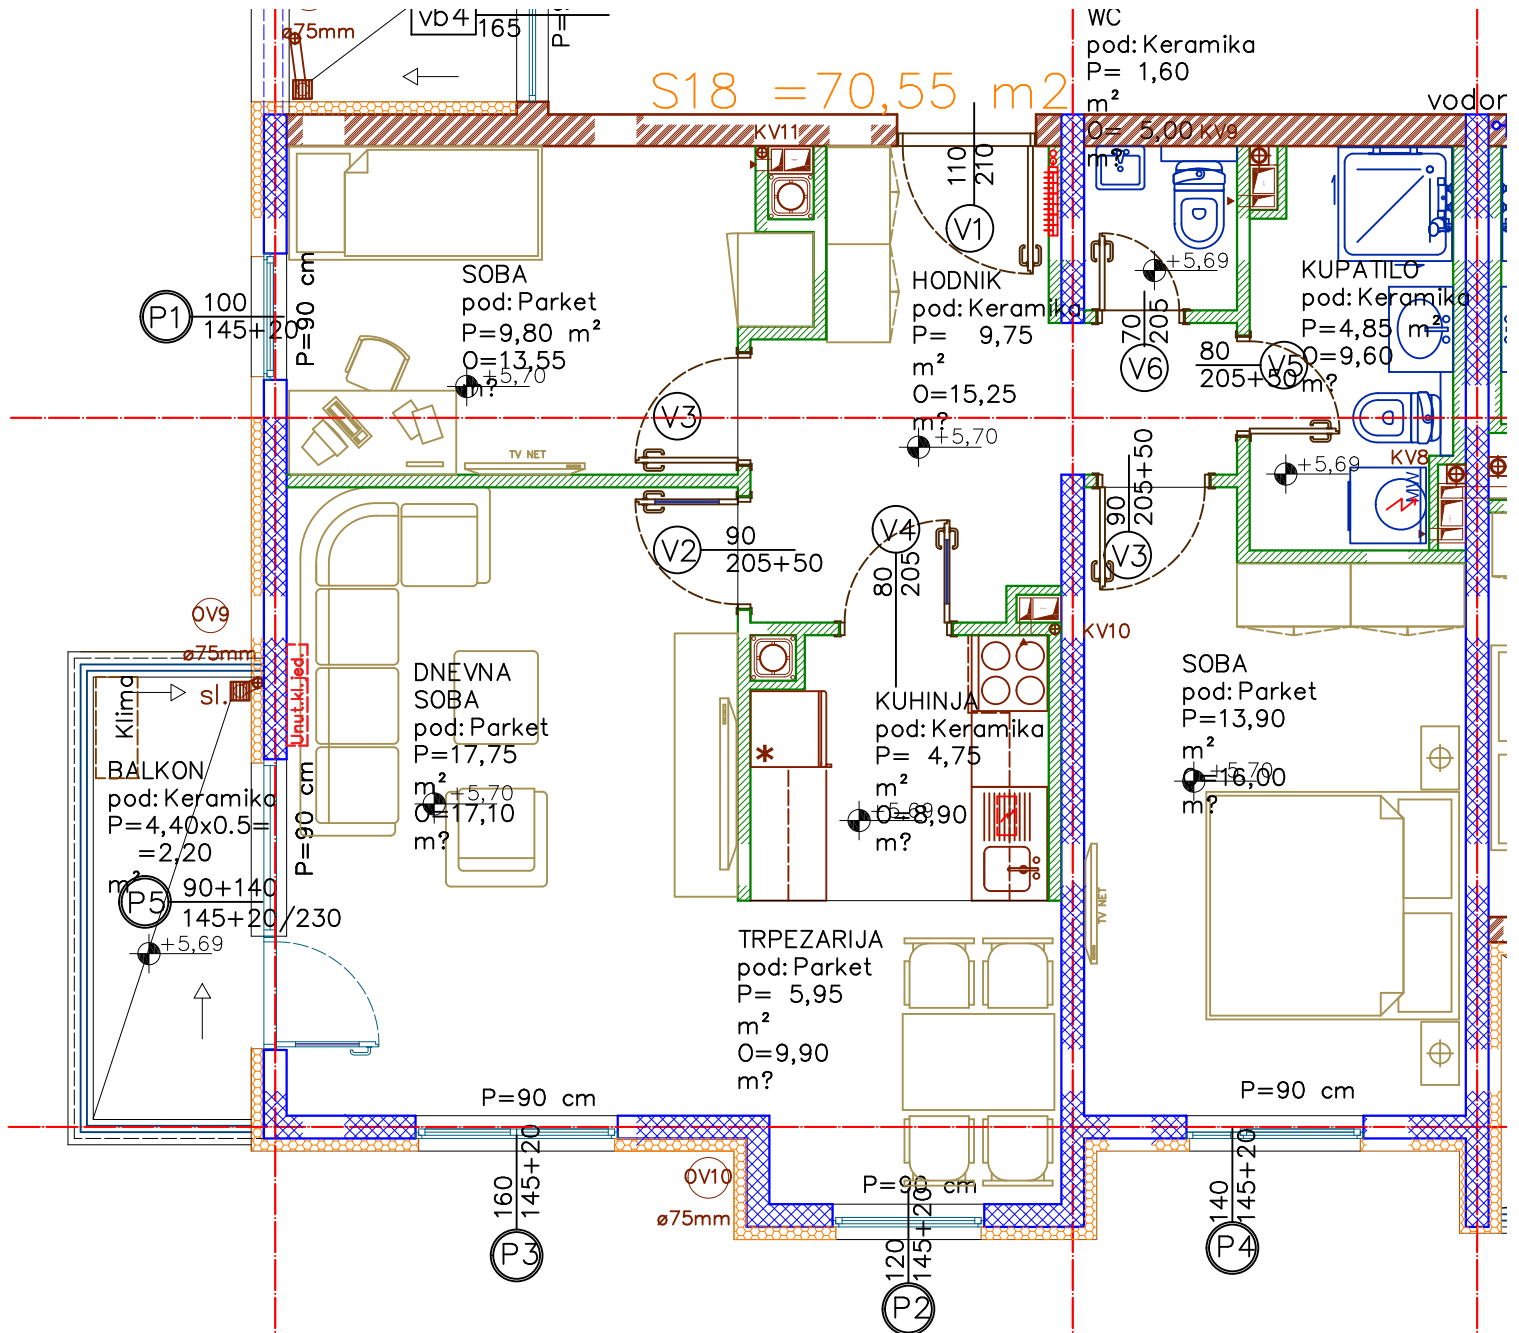 vb4
165
P=
ø75mm
S18 =70,55 m2
WC
pod: Keramika
P= 1,60
m²
O= 5,00
m?
KV9
vodor
KV11
110
210
V1
SOBA
pod: Parket
P=9,80 m²
O=13,55
m?
+5,70
P1
100
145+20
P=90 cm
HODNIK
pod: Keramika
P= 9,75
m²
O=15,25
m?
+5,70
+5,69
70
205
V6
80
205+50
V5
KUPATILO
pod: Keramika
P=4,85 m²
O=9,60
m?
+5,69
KV8
V3
TV NET
V2
90
205+50
V4
80
205
90
205+50
V3
KV10
OV9
ø75mm
sl.
Klima
Unut.kl.jed.
DNEVNA
SOBA
pod: Parket
P=17,75
m²
O=17,10
m?
+5,70
KUHINJA
pod: Keramika
P= 4,75
m²
O=8,90
m?
+5,69
*
SOBA
pod: Parket
P=13,90
m²
O=16,00
m?
+5,70
BALKON
pod: Keramika
P=4,40x0.5=
=2,20
m²
+5,69
P=90 cm
P5
90+140
145+20/230
TV NET
TRPEZARIJA
pod: Parket
P= 5,95
m²
O=9,90
m?
P=90 cm
P=90 cm
P=90 cm
OV10
ø75mm
160
145+20
P3
120
145+20
P2
140
145+20
P4